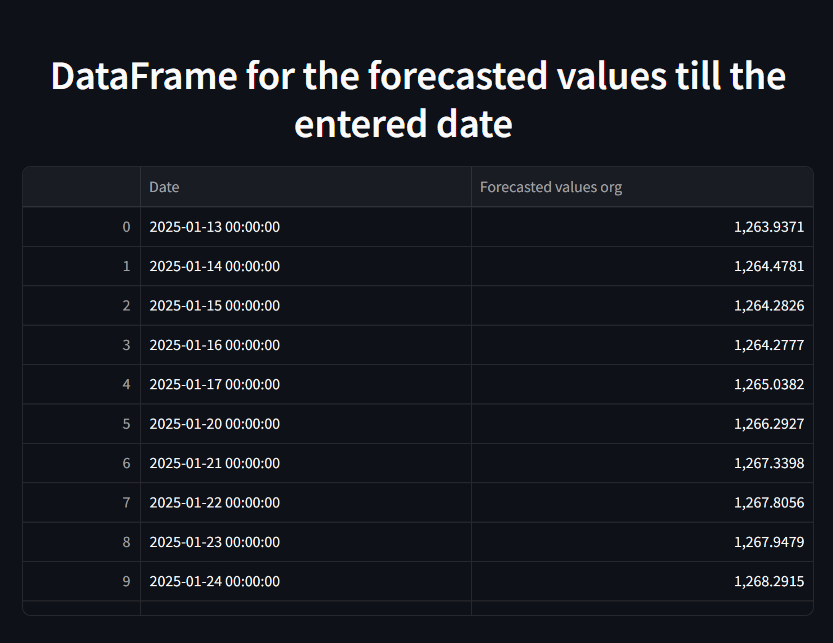 DataFrame for the forecasted values till the
entered date
Date Forecasted values org
0 2025-01-13 00:00:00 1,263.9371
1 2025-01-14 00:00:00 1,264.4781
2 2025-01-15 00:00:00 1,264.2826
3 2025-01-16 00:00:00 1,264.2777
4 2025-01-17 00:00:00 1,265.0382
5 2025-01-20 00:00:00 1,266.2927
6 2025-01-21 00:00:00 1,267.3398
7 2025-01-22 00:00:00 1,267.8056
8 2025-01-23 00:00:00 1,267.9479
9 2025-01-24 00:00:00 1,268.2915